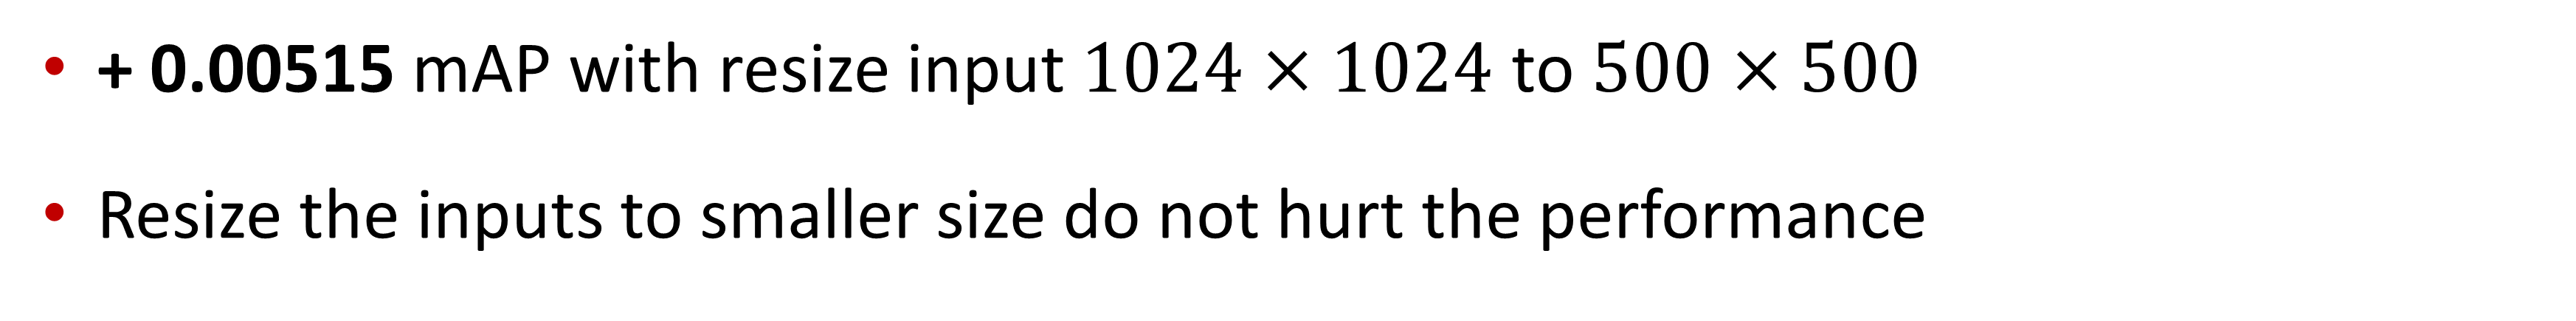 • + 0.00515 mAP with resize input 1024 × 1024 to 500 × 500
• Resize the inputs to smaller size do not hurt the performance